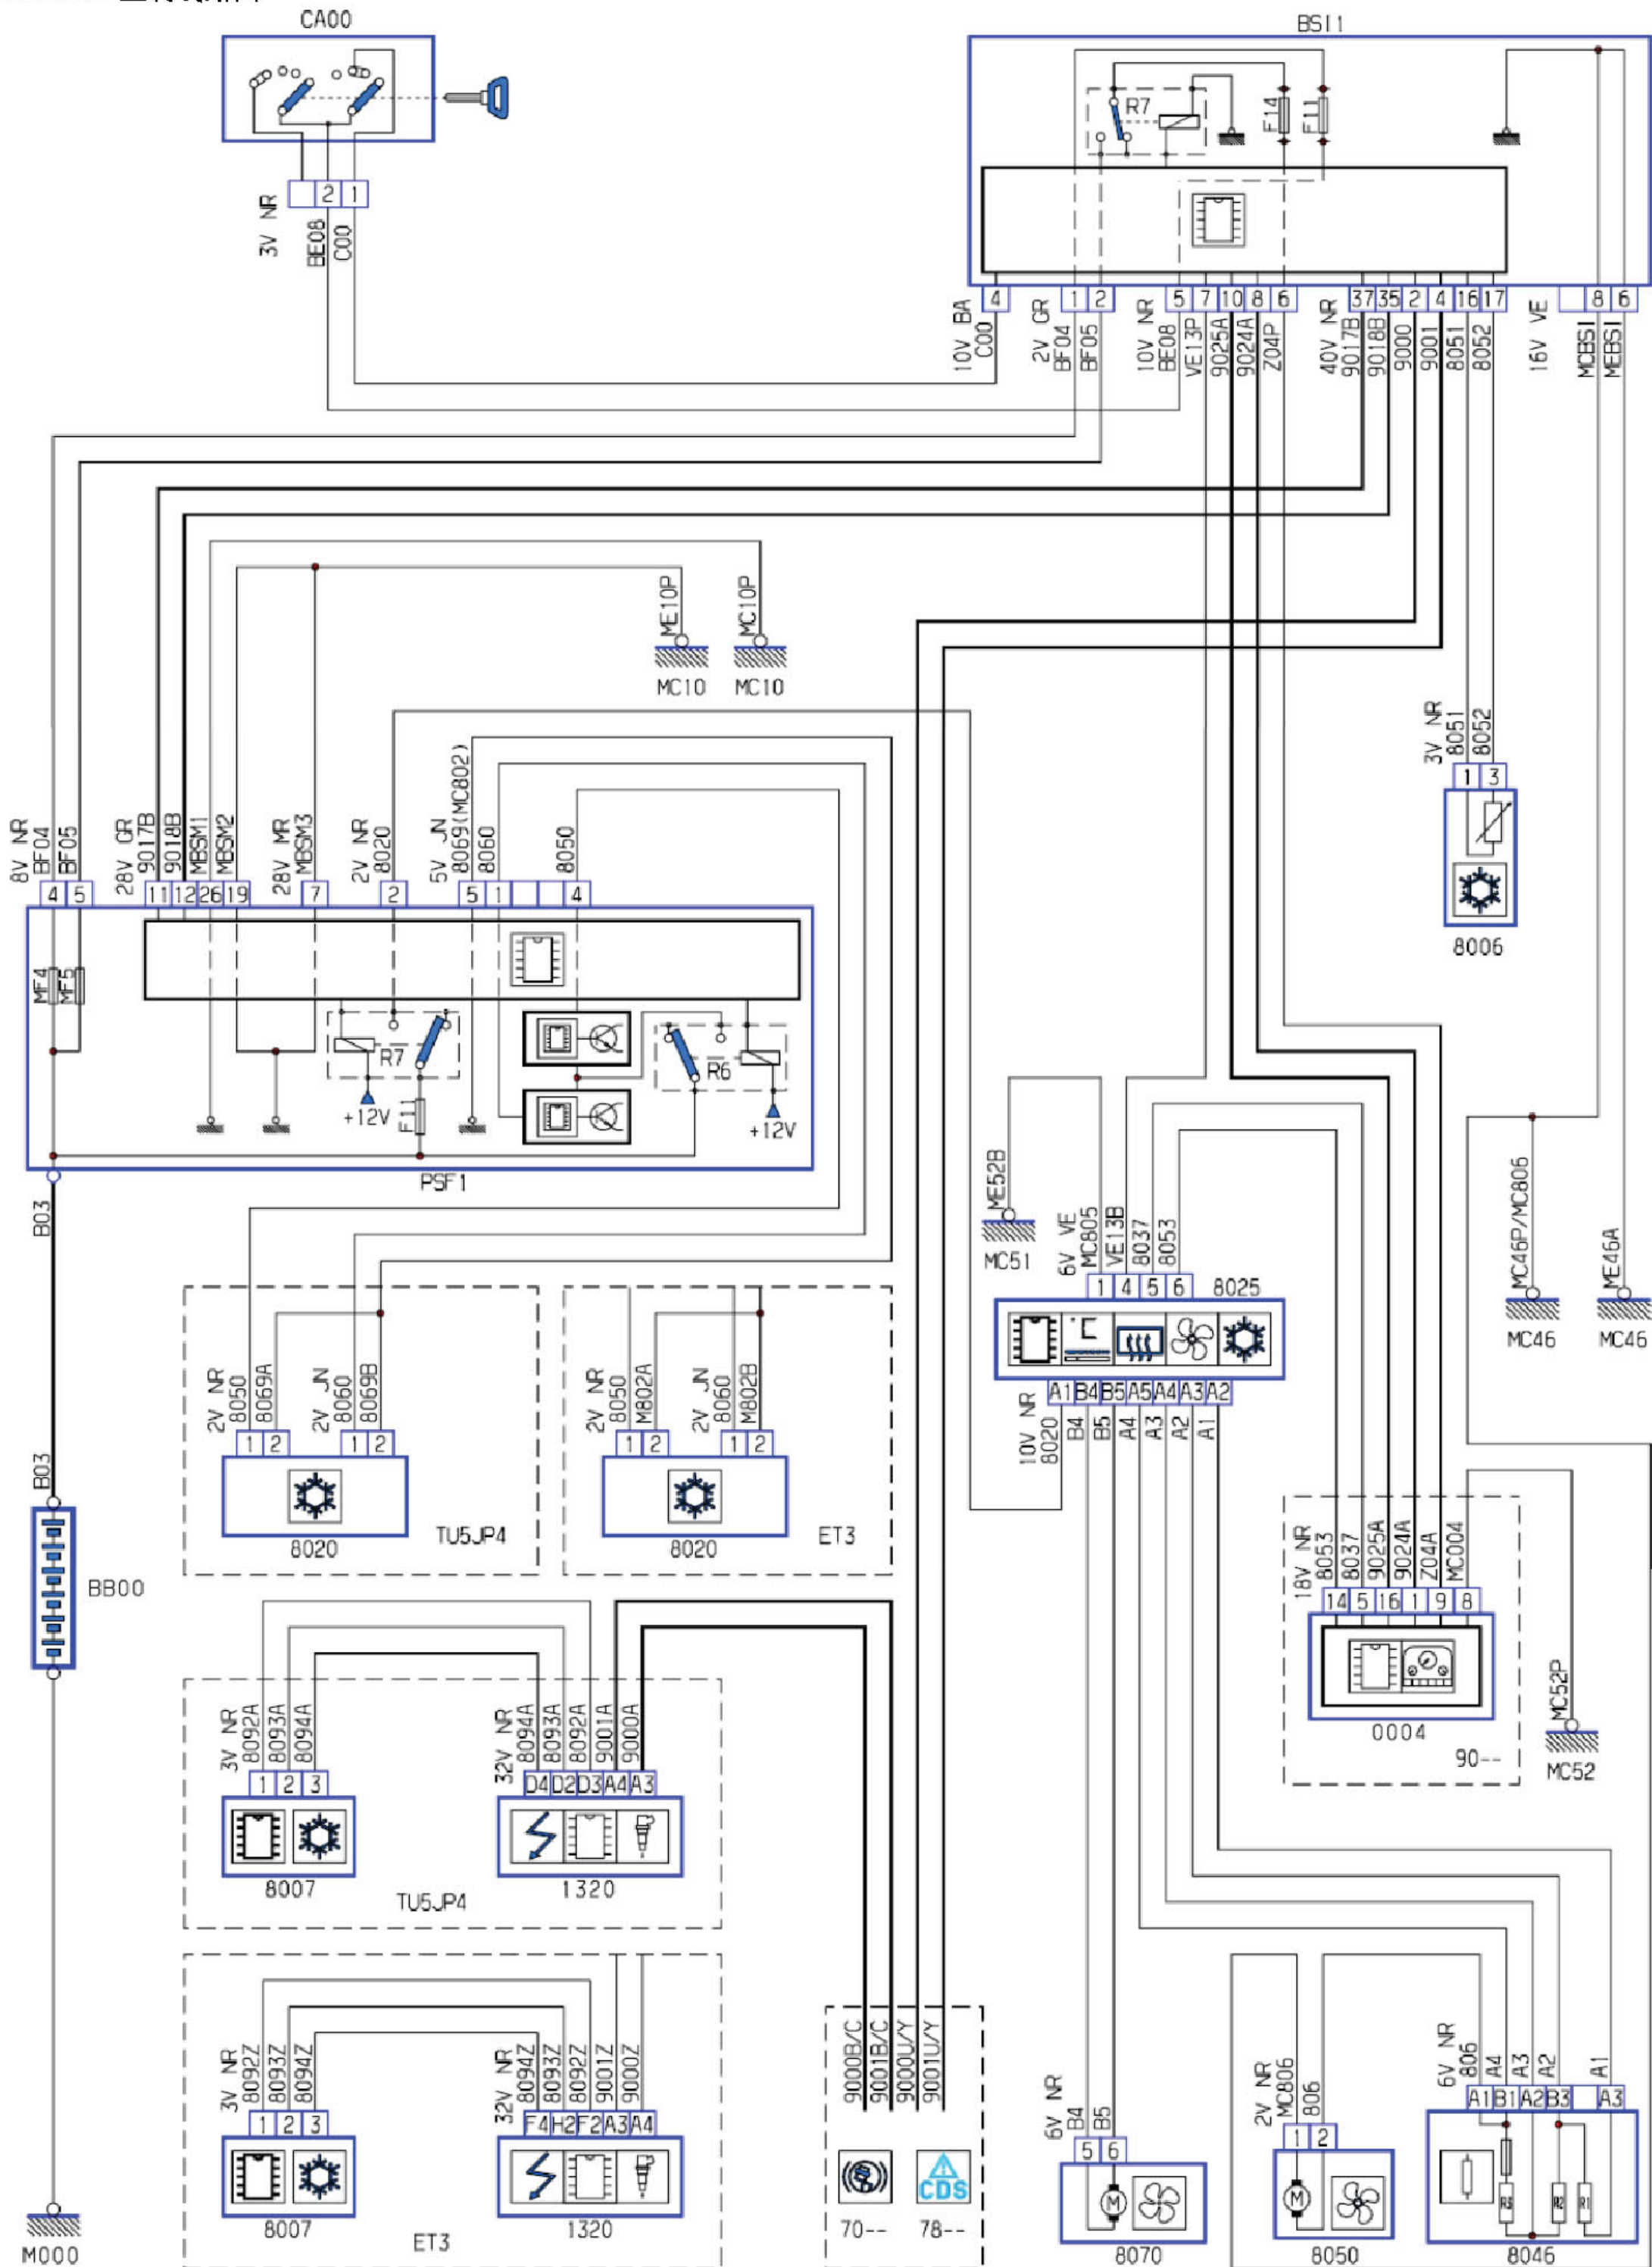 CA00
BSI1
R7
F14
F11
2
1
3V NR
BE08
C00
4
1
2
5
7
10
8
6
37
35
2
4
16
17
8
6
10V BA
C00
2V GR
BF04
BF05
10V NR
BE08
VE13P
9025A
9024A
Z04P
40V NR
9017B
9018B
9000
9001
8051
8052
16V VE
MCBSI
MEBSI
ME10P
MC10P
MC10
MC10
3V NR
8051
8052
1
3
8006
8V NR
BF04
BF05
28V GR
9017B
9018B
MBSM1
MBSM2
28V MR
MBSM3
2V NR
8020
5V JN
8069(MC802)
8060
8050
4
5
11
12
26
19
7
2
5
1
4
MF4
MF5
R7
+12V
F11
R6
+12V
PSF1
B03
ME52B
MC51
6V VE
MC805
VE13B
8037
8053
1
4
5
6
8025
°C
MC46P/MC806
ME46A
MC46
MC46
A1
B4
B5
A5
A4
A3
A2
10V NR
8020
B4
B5
A4
A3
A2
A1
2V NR
8050
8069A
2V JN
8060
8069B
1
2
1
2
8020
TU5JP4
2V NR
8050
M802A
2V JN
8060
M802B
1
2
1
2
8020
ET3
B03
BB00
18V NR
8053
8037
9025A
9024A
Z04A
MC004
14
5
16
1
9
8
0004
90--
MC52P
MC52
3V NR
8092A
8093A
8094A
1
2
3
8007
TU5JP4
32V NR
8094A
8093A
8092A
9001A
9000A
D4
D2
D3
A4
A3
1320
3V NR
8092Z
8093Z
8094Z
1
2
3
8007
ET3
32V NR
8094Z
8093Z
8092Z
9001Z
9000Z
F4
H2
F2
A3
A4
1320
9000B/C
9001B/C
9000U/Y
9001U/Y
CDS
70--
78--
6V NR
B4
B5
5
6
M
8070
2V NR
MC806
806
1
2
M
8050
6V NR
806
A4
A3
A2
A1
A1
B1
A2
B3
A3
R3
R2
R1
8046
M000